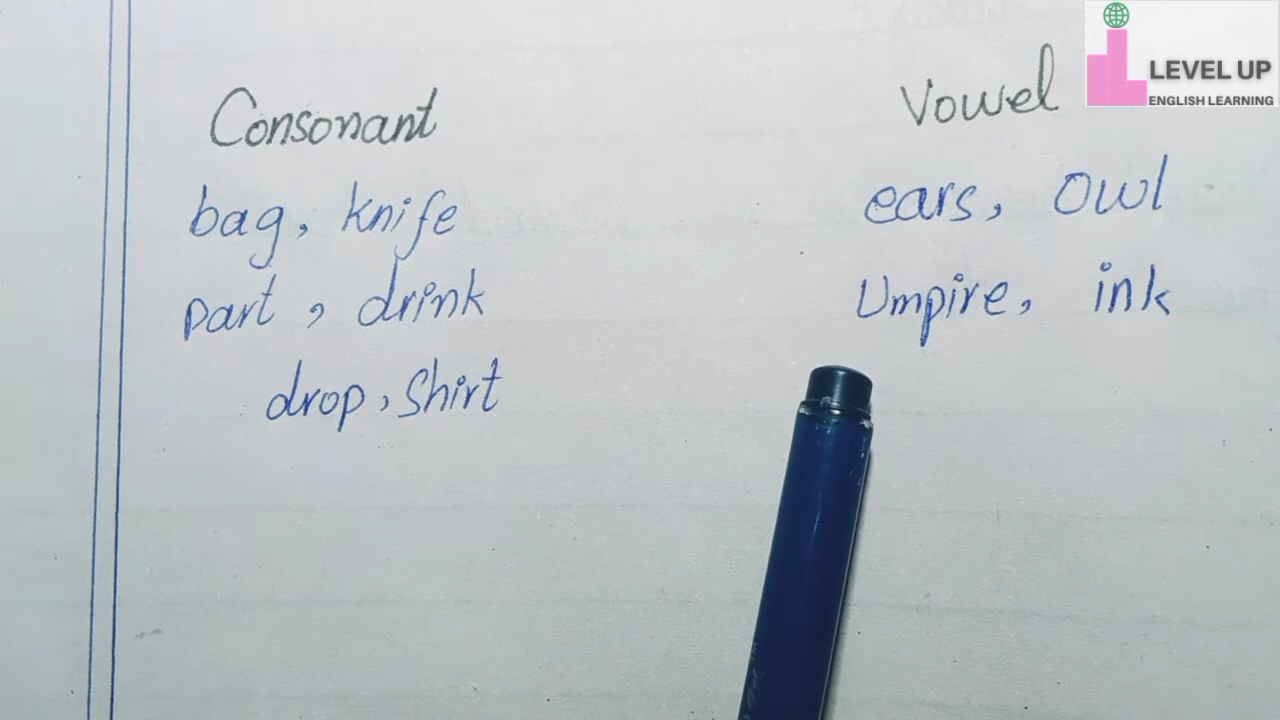 LEVEL UP
ENGLISH LEARNING
Consonant
Vowel
bag, knife
ears, Owl
part, drink
Umpire, ink
drop, Shirt